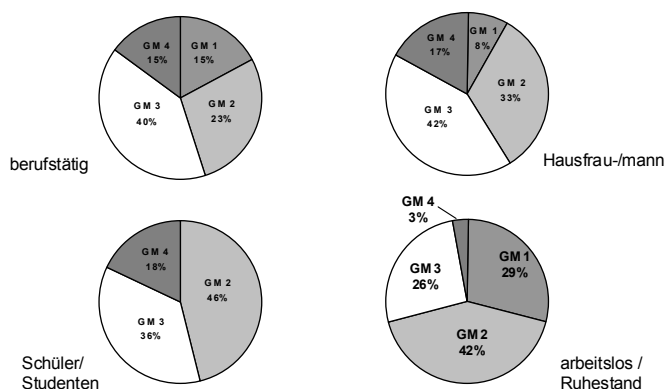 GM 4
15%
GM 1
15%
GM 2
23%
GM 3
40%
berufstätig
GM 4
17%
GM 1
8%
GM 2
33%
GM 3
42%
Hausfrau-/mann
GM 4
18%
GM 2
46%
GM 3
36%
Schüler/
Studenten
GM 4
3%
GM 1
29%
GM 3
26%
GM 2
42%
arbeitslos /
Ruhestand